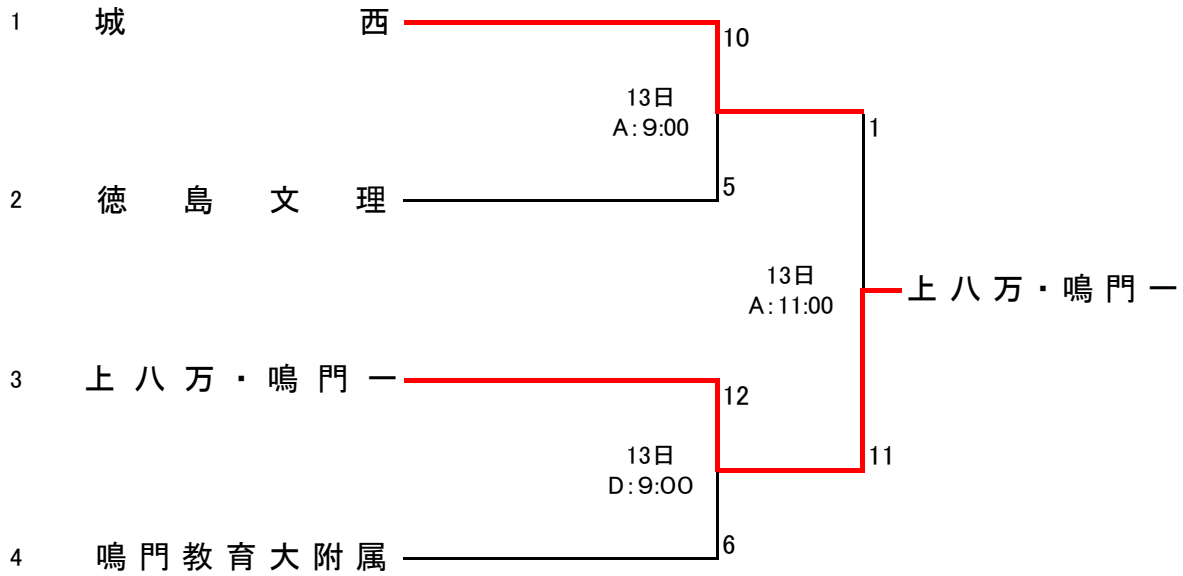 1 城西
10
13日
A:9:00
1
2 徳島文理
5
13日
A:11:00
上八万・鳴門一
3 上八万・鳴門一
12
13日
D:9:00
11
4 鳴門教育大附属
6